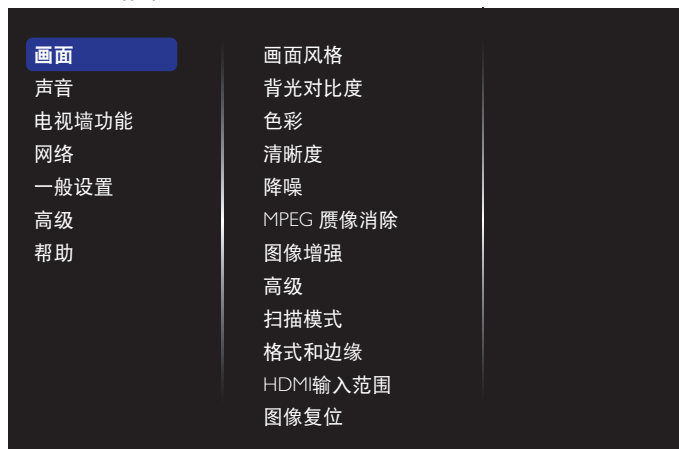 画面
声音
电视墙功能
网络
一般设置
高级
帮助
画面风格
背光对比度
色彩
清晰度
降噪
MPEG 赝像消除
图像增强
高级
扫描模式
格式和边缘
HDMI输入范围
图像复位